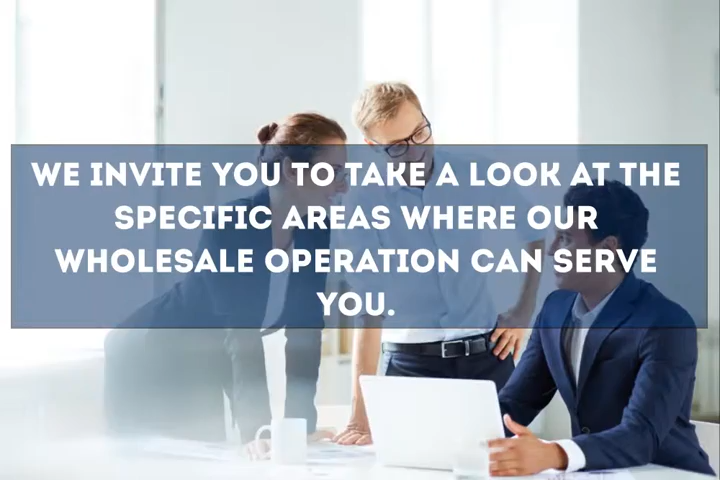 WE INVITE YOU TO TAKE A LOOK AT THE
SPECIFIC AREAS WHERE OUR
WHOLESALE OPERATION CAN SERVE
YOU.